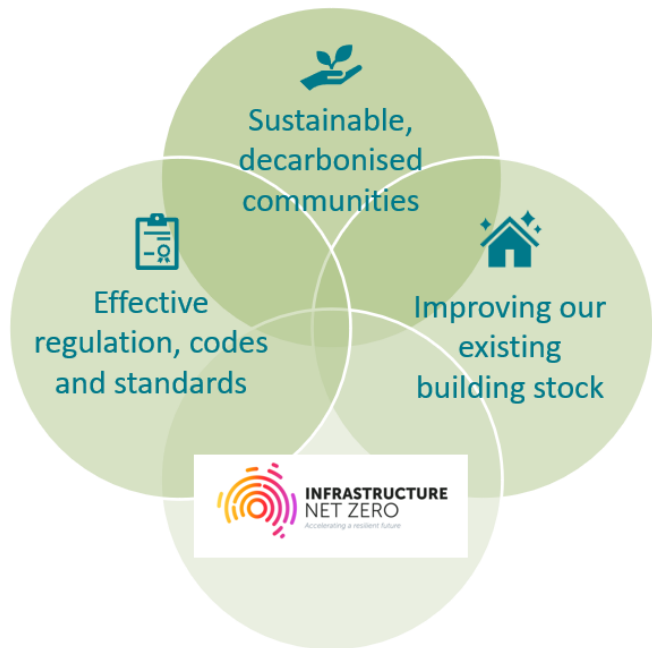 Sustainable,
decarbonised
communities
Effective
regulation, codes
and standards
Improving our
existing
building stock
INFRASTRUCTURE
NET ZERO
Accelerating a resilient future